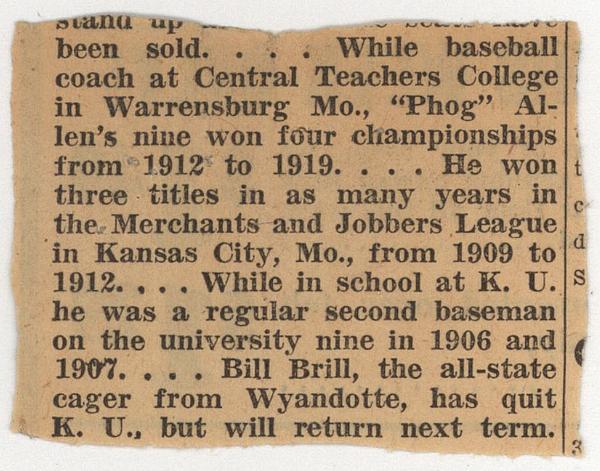 stand up
been sold. . . . While baseball
coach at Central Teachers College
in Warrensburg Mo., “Phog” Al-
len’s nine won four championships
from 1912 to 1919. . . . He won
three titles in as many years in
the Merchants and Jobbers League
in Kansas City, Mo., from 1909 to
1912. . . . While in school at K. U.
he was a regular second baseman
on the university nine in 1906 and
1907. . . . Bill Brill, the all-state
cager from Wyandotte, has quit
K. U., but will return next term.